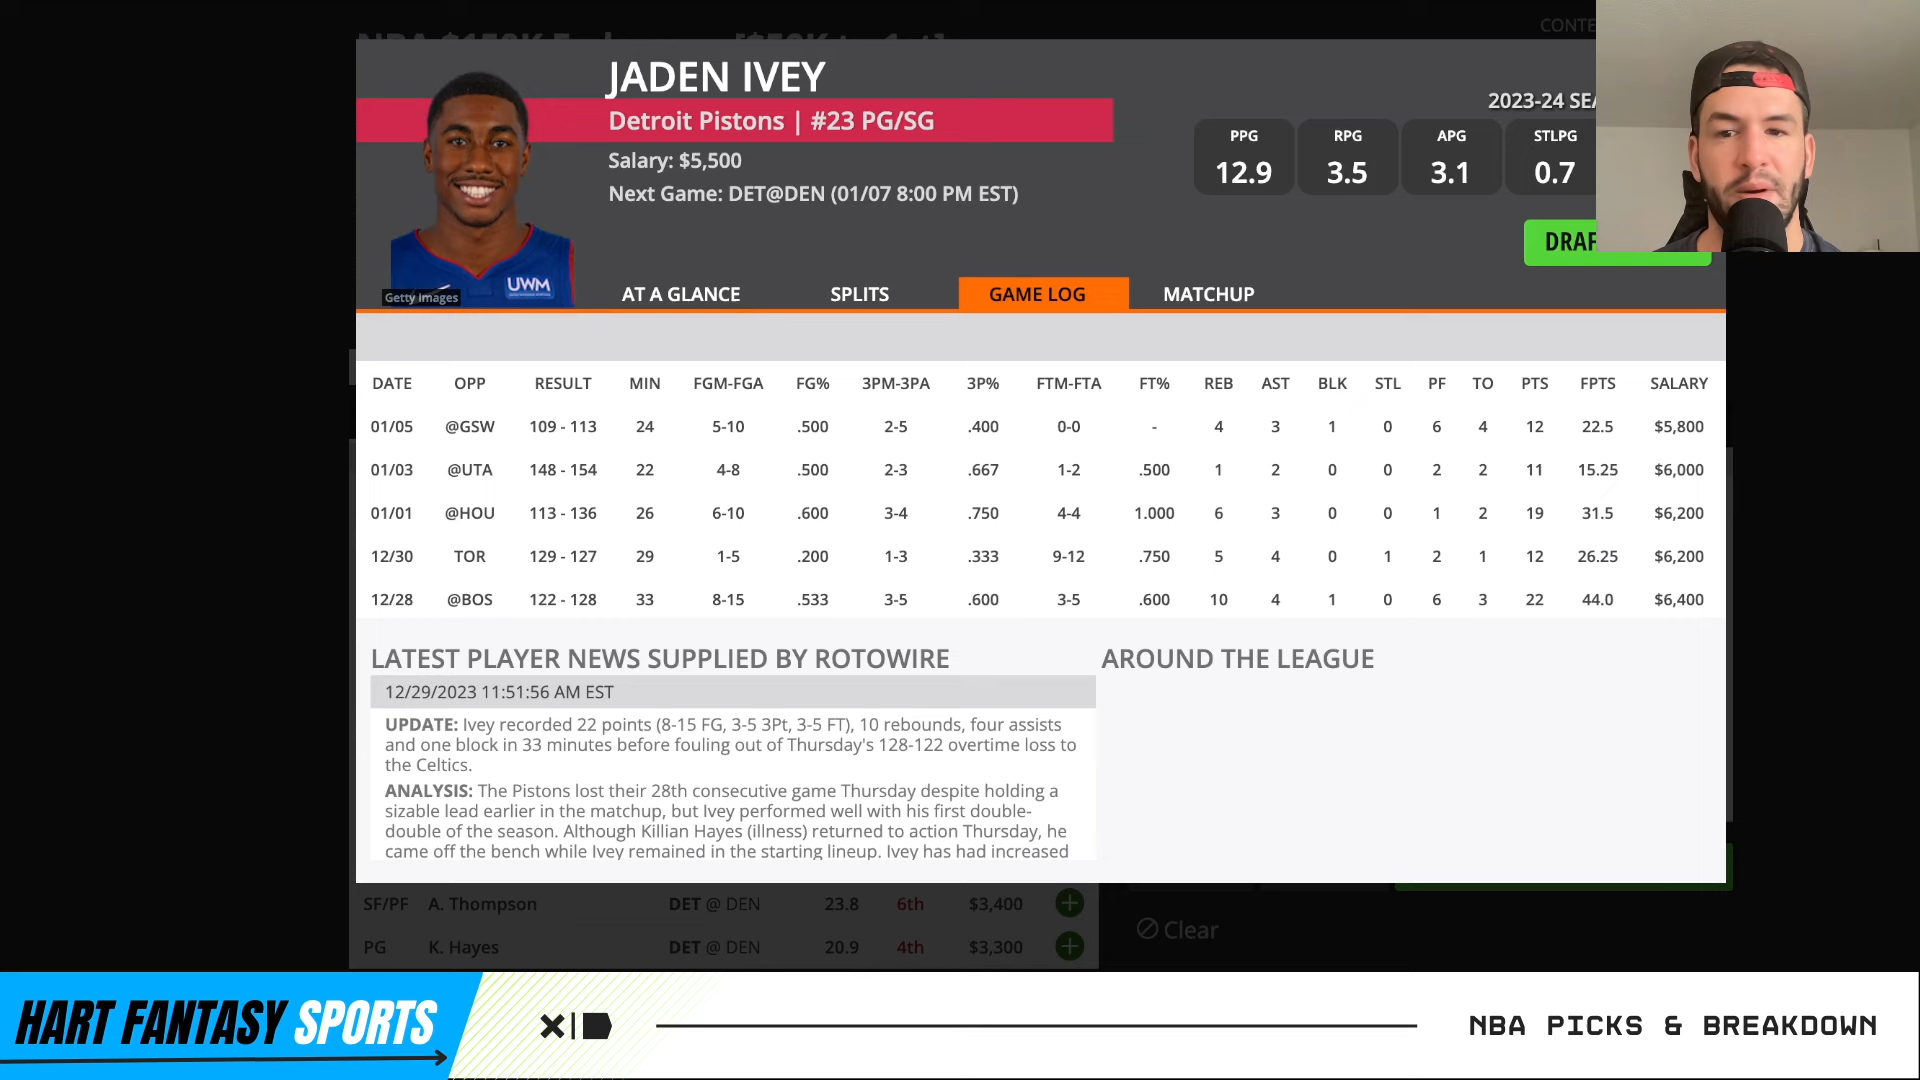 CONTE
JADEN IVEY
Detroit Pistons | #23 PG/SG
Salary: $5,500
Next Game: DET@DEN (01/07 8:00 PM EST)
2023-24 SEA
PPG RPG APG STLPG
12.9 3.5 3.1 0.7
DRAF
UWM
Getty Images
AT A GLANCE SPLITS GAME LOG MATCHUP
DATE OPP RESULT MIN FGM-FGA FG% 3PM-3PA 3P% FTM-FTA FT% REB AST BLK STL PF TO PTS FPTS SALARY
01/05 @GSW 109 - 113 24 5-10 .500 2-5 .400 0-0 - 4 3 1 0 6 4 12 22.5 $5,800
01/03 @UTA 148 - 154 22 4-8 .500 2-3 .667 1-2 .500 1 2 0 0 2 2 11 15.25 $6,000
01/01 @HOU 113 - 136 26 6-10 .600 3-4 .750 4-4 1.000 6 3 0 0 1 2 19 31.5 $6,200
12/30 TOR 129 - 127 29 1-5 .200 1-3 .333 9-12 .750 5 4 0 1 2 1 12 26.25 $6,200
12/28 @BOS 122 - 128 33 8-15 .533 3-5 .600 3-5 .600 10 4 1 0 6 3 22 44.0 $6,400
LATEST PLAYER NEWS SUPPLIED BY ROTOWIRE
AROUND THE LEAGUE
12/29/2023 11:51:56 AM EST
UPDATE: Ivey recorded 22 points (8-15 FG, 3-5 3Pt, 3-5 FT), 10 rebounds, four assists
and one block in 33 minutes before fouling out of Thursday's 128-122 overtime loss to
the Celtics.
ANALYSIS: The Pistons lost their 28th consecutive game Thursday despite holding a
sizable lead earlier in the matchup, but Ivey performed well with his first double-
double of the season. Although Killian Hayes (illness) returned to action Thursday, he
came off the bench while Ivey remained in the starting lineup. Ivey has had increased
SF/PF A. Thompson DET @ DEN 23.8 6th $3,400
PG K. Hayes DET @ DEN 20.9 4th $3,300
Clear
HART FANTASY SPORTS
NBA PICKS & BREAKDOWN